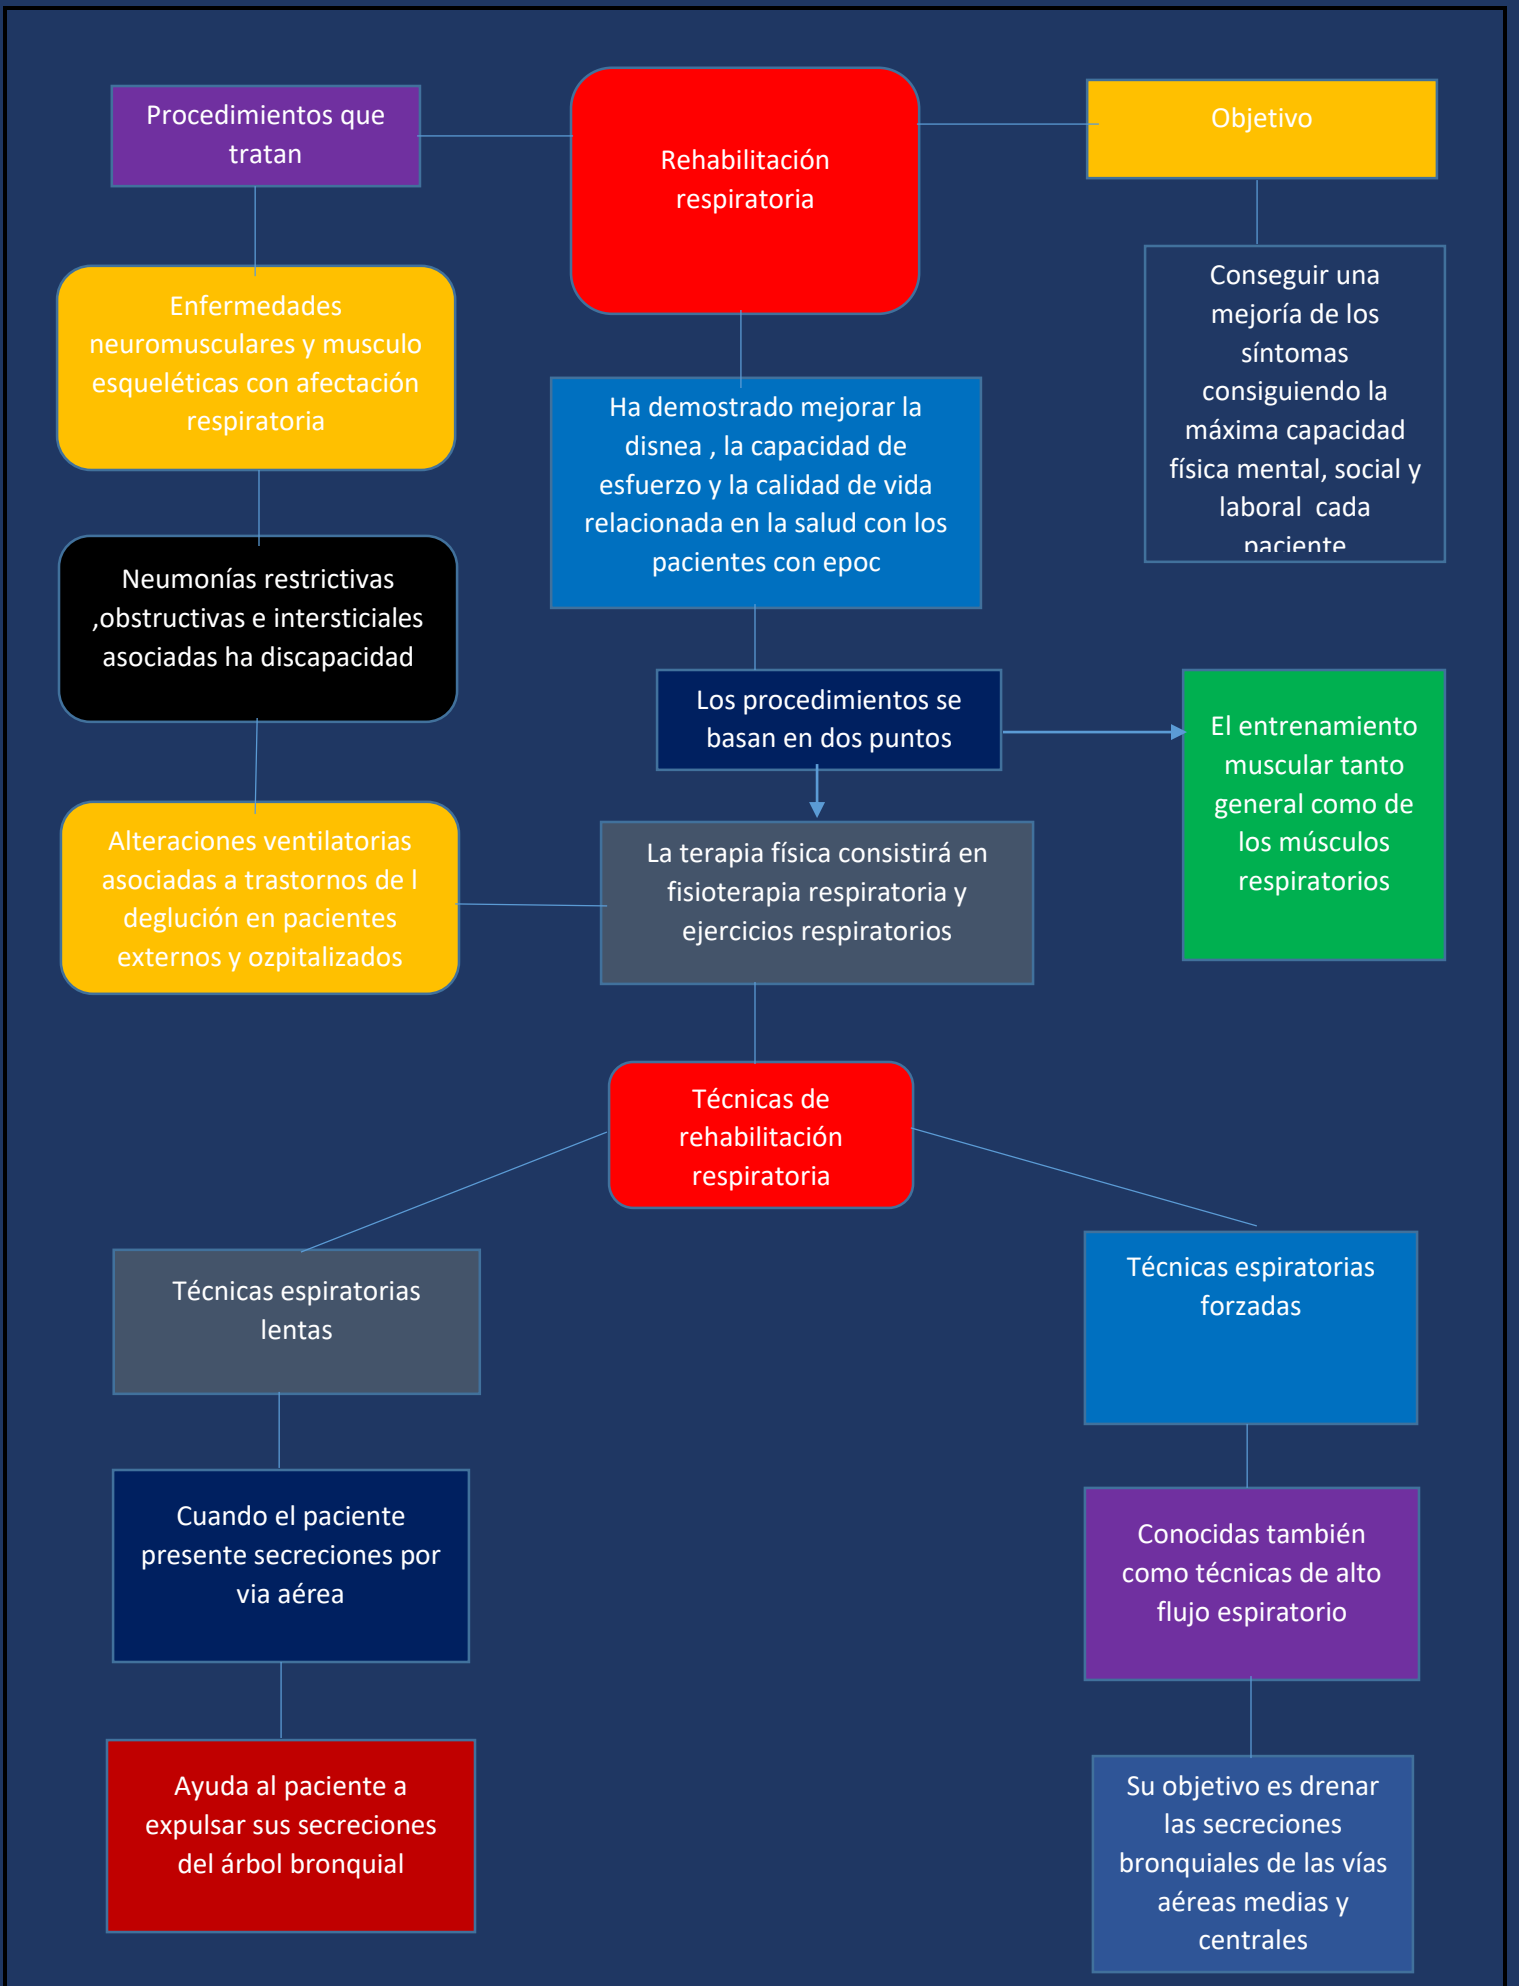 Procedimientos que
tratan
Rehabilitación
respiratoria
Objetivo
Enfermedades
neuromusculares y musculo
esqueléticas con afectación
respiratoria
Conseguir una
mejoría de los
síntomas
consiguiendo la
máxima capacidad
física mental, social y
laboral  cada
paciente
Ha demostrado mejorar la
disnea , la capacidad de
esfuerzo y la calidad de vida
relacionada en la salud con los
pacientes con epoc
Neumonías restrictivas
,obstructivas e intersticiales
asociadas ha discapacidad
Los procedimientos se
basan en dos puntos
El entrenamiento
muscular tanto
general como de
los músculos
respiratorios
Alteraciones ventilatorias
asociadas a trastornos de l
deglución en pacientes
externos y ozpitalizados
La terapia física consistirá en
fisioterapia respiratoria y
ejercicios respiratorios
Técnicas de
rehabilitación
respiratoria
Técnicas espiratorias
lentas
Técnicas espiratorias
forzadas
Cuando el paciente
presente secreciones por
via aérea
Conocidas también
como técnicas de alto
flujo espiratorio
Ayuda al paciente a
expulsar sus secreciones
del árbol bronquial
Su objetivo es drenar
las secreciones
bronquiales de las vías
aéreas medias y
centrales